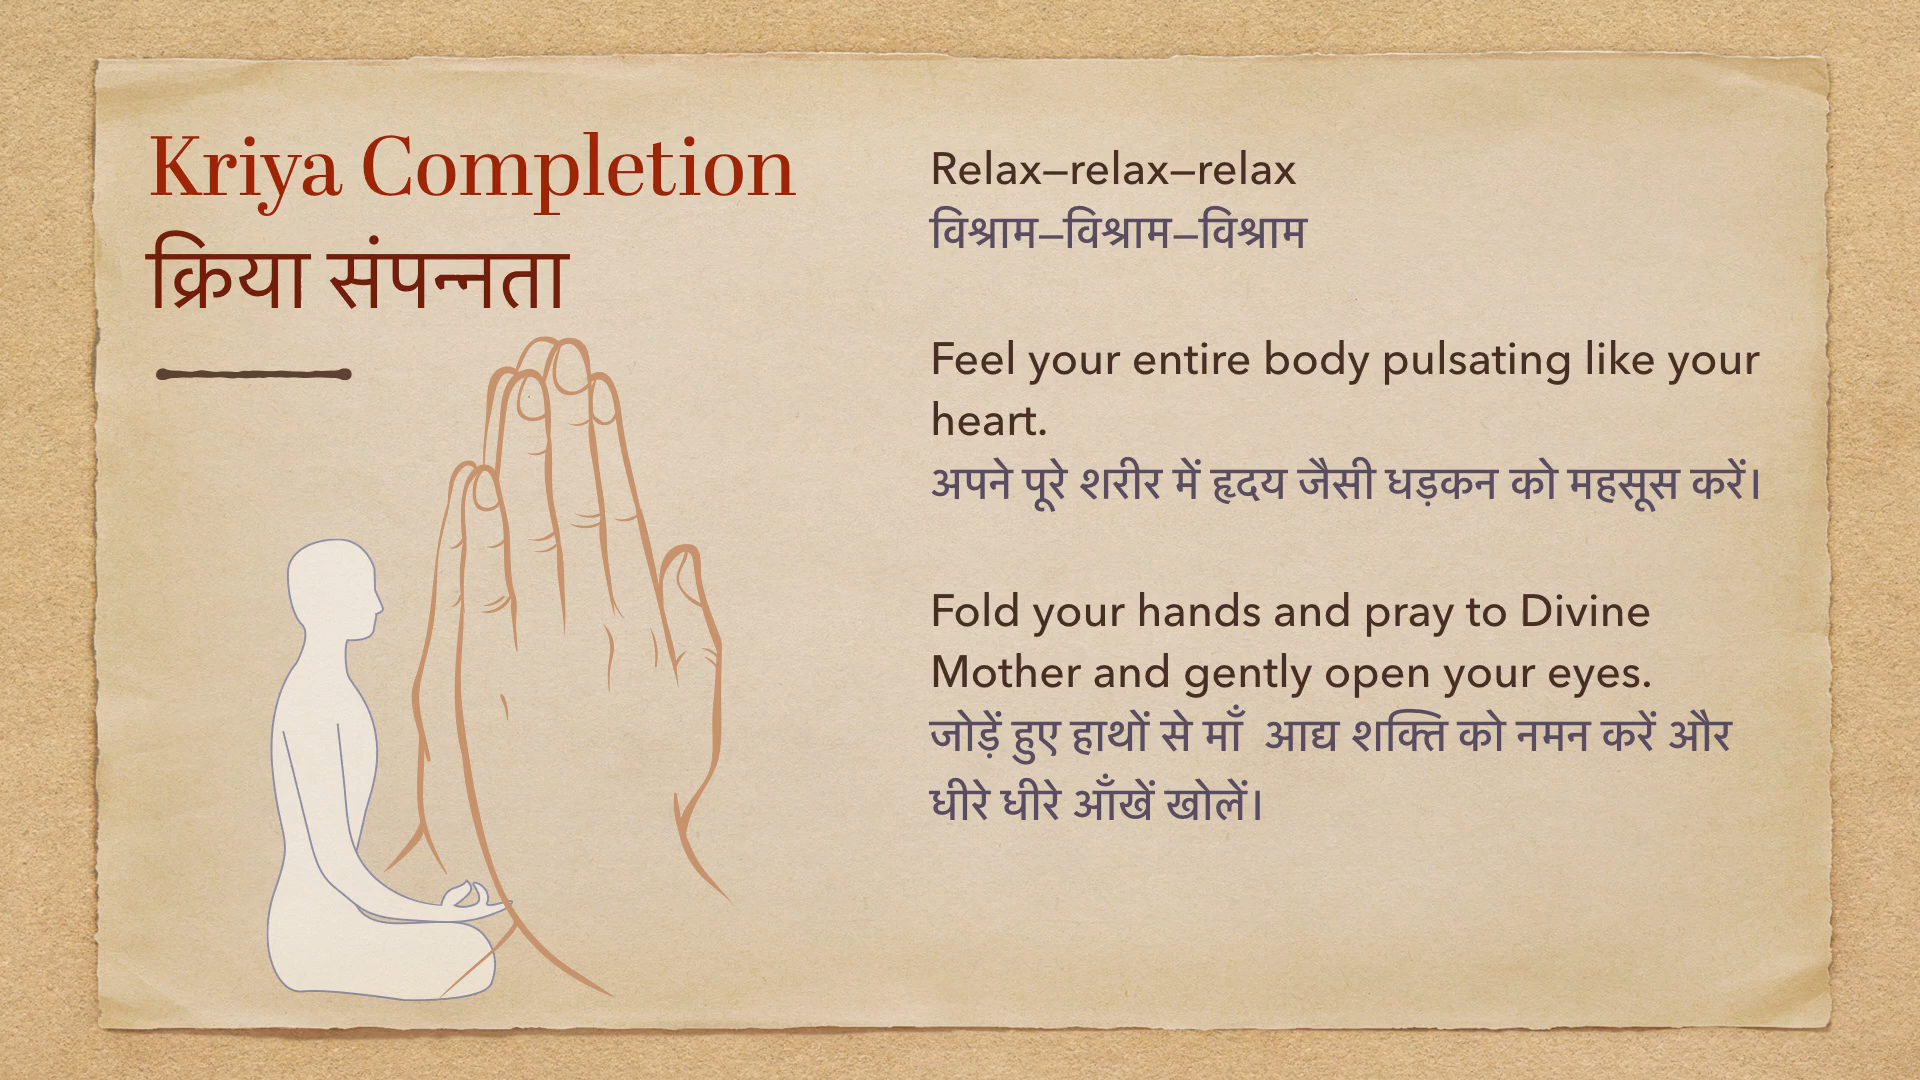 Kriya Completion
क्रिया संपन्नता
Relax–relax–relax
विश्राम–विश्राम–विश्राम
Feel your entire body pulsating like your
heart.
अपने पूरे शरीर में हृदय जैसी धड़कन को महसूस करें।
Fold your hands and pray to Divine
Mother and gently open your eyes.
जोड़ें हुए हाथों से माँ  आद्य शक्ति को नमन करें और
धीरे धीरे आँखें खोलें।